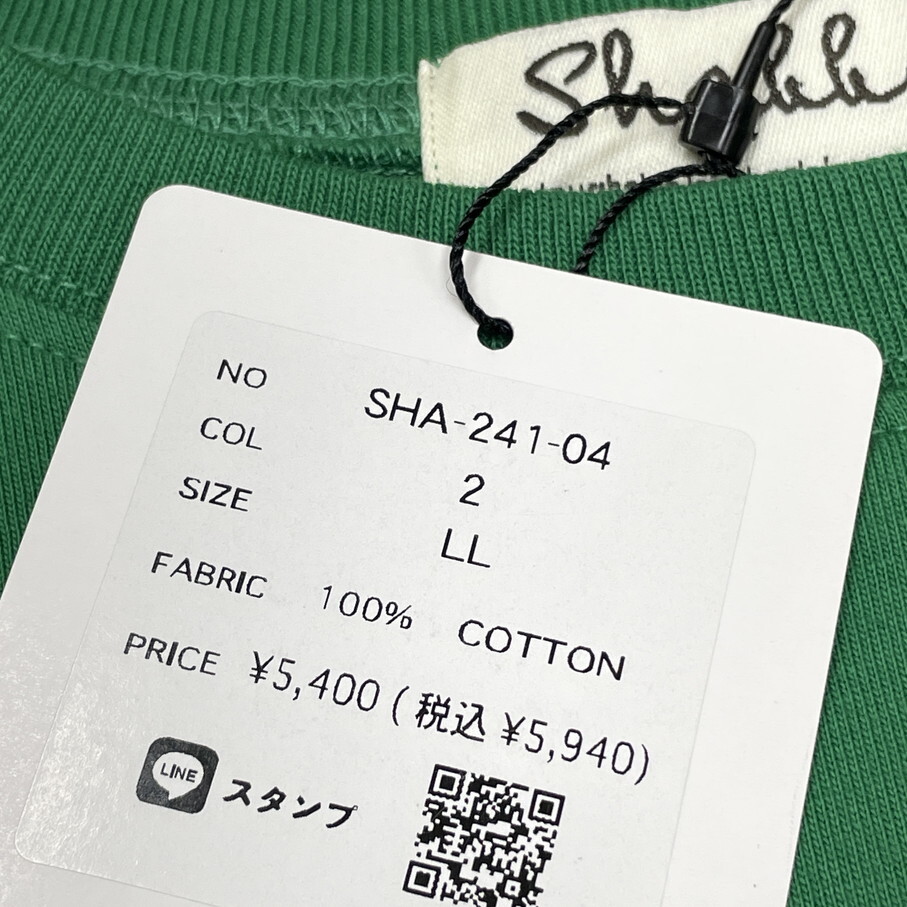 NO SHA-241-04
COL 2
SIZE LL
FABRIC 100% COTTON
PRICE ¥5,400 ( 税込 ¥5,940)
LINE スタンプ